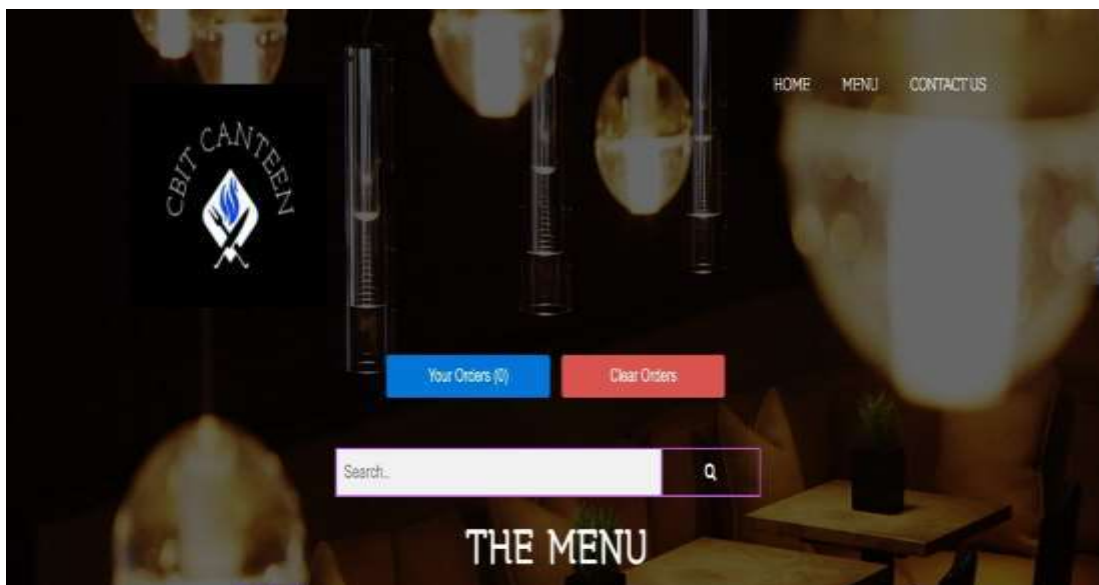 HOME MENU CONTACT US
CBIT CANTEEN
Your Orders (0) Clear Orders
Search..
THE MENU